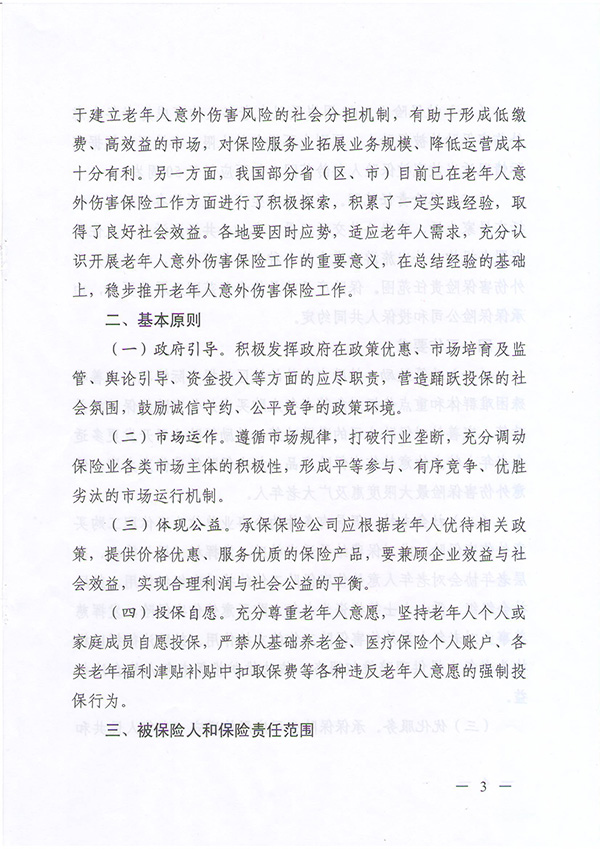 于建立老年人意外伤害风险的社会分担机制，有助于形成低缴
费、高效益的市场，对保险服务业拓展业务规模、降低运营成本
十分有利。另一方面，我国部分省（区、市）目前已在老年人意
外伤害保险工作方面进行了积极探索，积累了一定实践经验，取
得了良好社会效益。各地要因时应势，适应老年人需求，充分认
识开展老年人意外伤害保险工作的重要意义，在总结经验的基础
上，稳步推开老年人意外伤害保险工作。
二、基本原则
（一）政府引导。积极发挥政府在政策优惠、市场培育及监
管、舆论引导、资金投入等方面的应尽职责，营造踊跃投保的社
会氛围，鼓励诚信守约、公平竞争的政策环境。
（二）市场运作。遵循市场规律，打破行业垄断，充分调动
保险业各类市场主体的积极性，形成平等参与、有序竞争、优胜
劣汰的市场运行机制。
（三）体现公益。承保保险公司应根据老年人优待相关政
策，提供价格优惠、服务优质的保险产品，要兼顾企业效益与社
会效益，实现合理利润与社会公益的平衡。
（四）投保自愿。充分尊重老年人意愿，坚持老年人个人或
家庭成员自愿投保，严禁从基础养老金、医疗保险个人账户、各
类老年福利津贴补贴中扣取保费等各种违反老年人意愿的强制投
保行为。
三、被保险人和保险责任范围
— 3 —